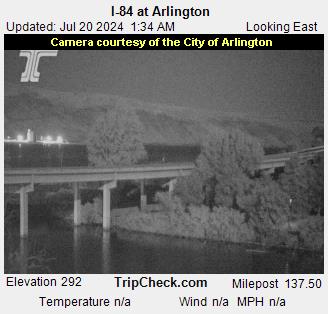 I-84 at Arlington
Updated: Jul 20 2024 1:34 AM Looking East
Camera courtesy of the City of Arlington
Elevation 292 TripCheck.com Milepost 137.50
Temperature n/a Wind n/a MPH n/a